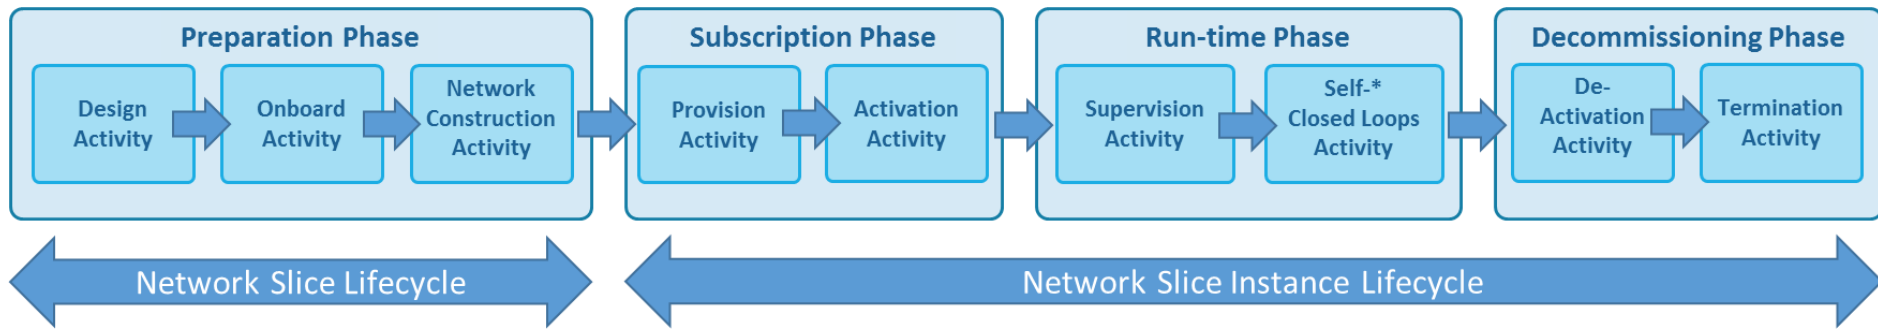 Preparation Phase
Design
Activity
Onboard
Activity
Network
Construction
Activity
Subscription Phase
Provision
Activity
Activation
Activity
Run-time Phase
Supervision
Activity
Self-*
Closed Loops
Activity
Decommissioning Phase
De-
Activation
Activity
Termination
Activity
Network Slice Lifecycle
Network Slice Instance Lifecycle